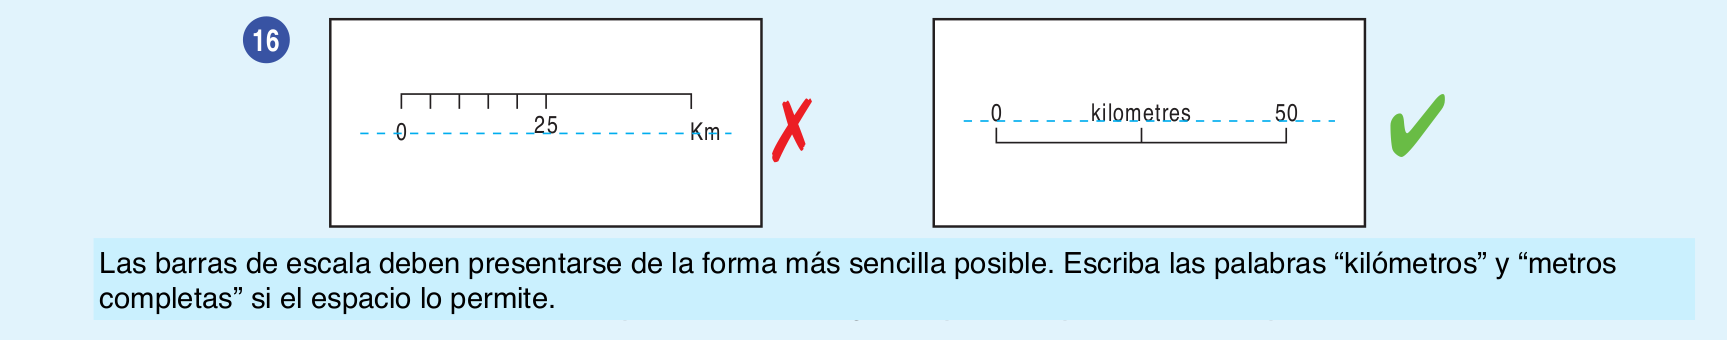 16
0 25 Km
0 kilometres 50
Las barras de escala deben presentarse de la forma más sencilla posible. Escriba las palabras “kilómetros” y “metros
completas” si el espacio lo permite.